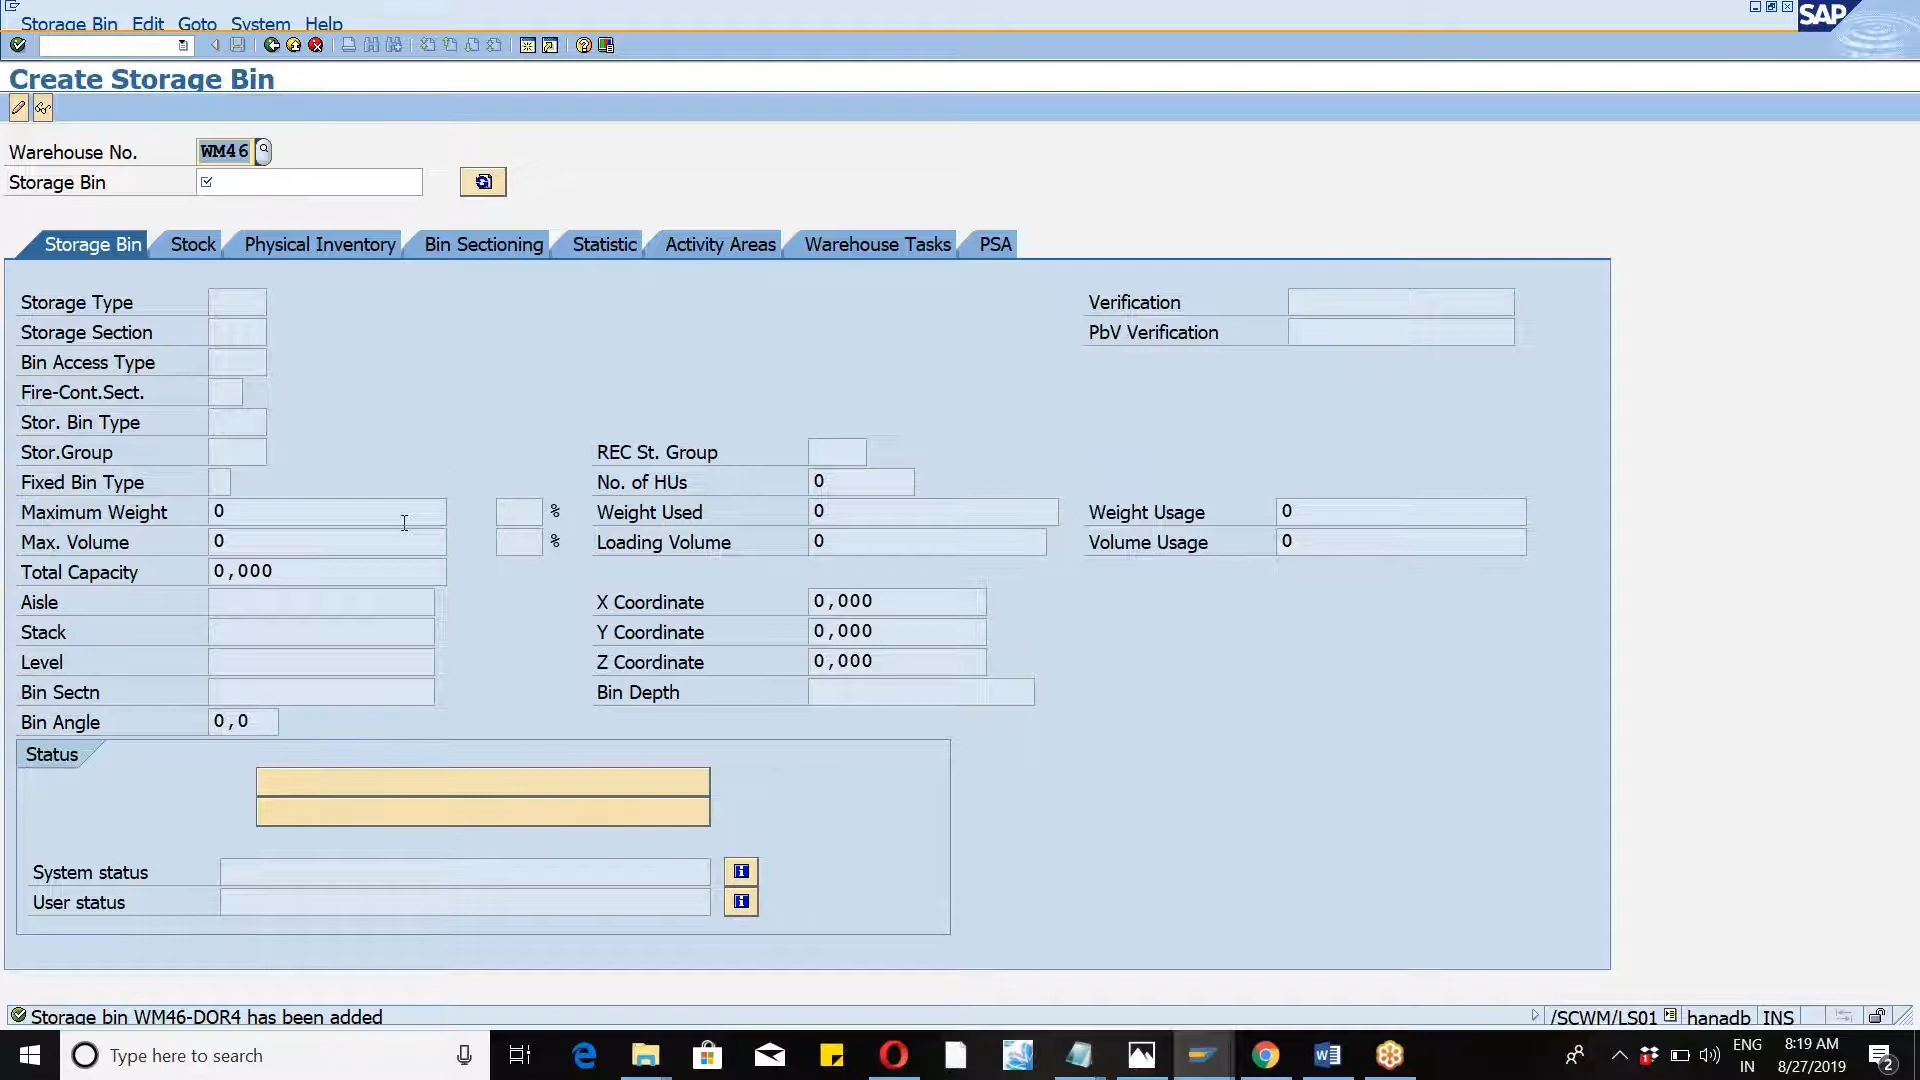 Storage Bin Edit Goto System Help
SAP
Create Storage Bin
Warehouse No. WM46
Storage Bin
Storage Bin Stock Physical Inventory Bin Sectioning Statistic Activity Areas Warehouse Tasks PSA
Storage Type Verification
Storage Section PbV Verification
Bin Access Type
Fire-Cont.Sect.
Stor. Bin Type
Stor.Group REC St. Group
Fixed Bin Type No. of HUs 0
Maximum Weight 0 % Weight Used 0 Weight Usage 0
Max. Volume 0 % Loading Volume 0 Volume Usage 0
Total Capacity 0,000
Aisle X Coordinate 0,000
Stack Y Coordinate 0,000
Level Z Coordinate 0,000
Bin Sectn Bin Depth
Bin Angle 0,0
Status
System status
User status
Storage bin WM46-DOR4 has been added /SCWM/LS01 hanadb INS
Type here to search ENG 8:19 AM
IN 8/27/2019 2